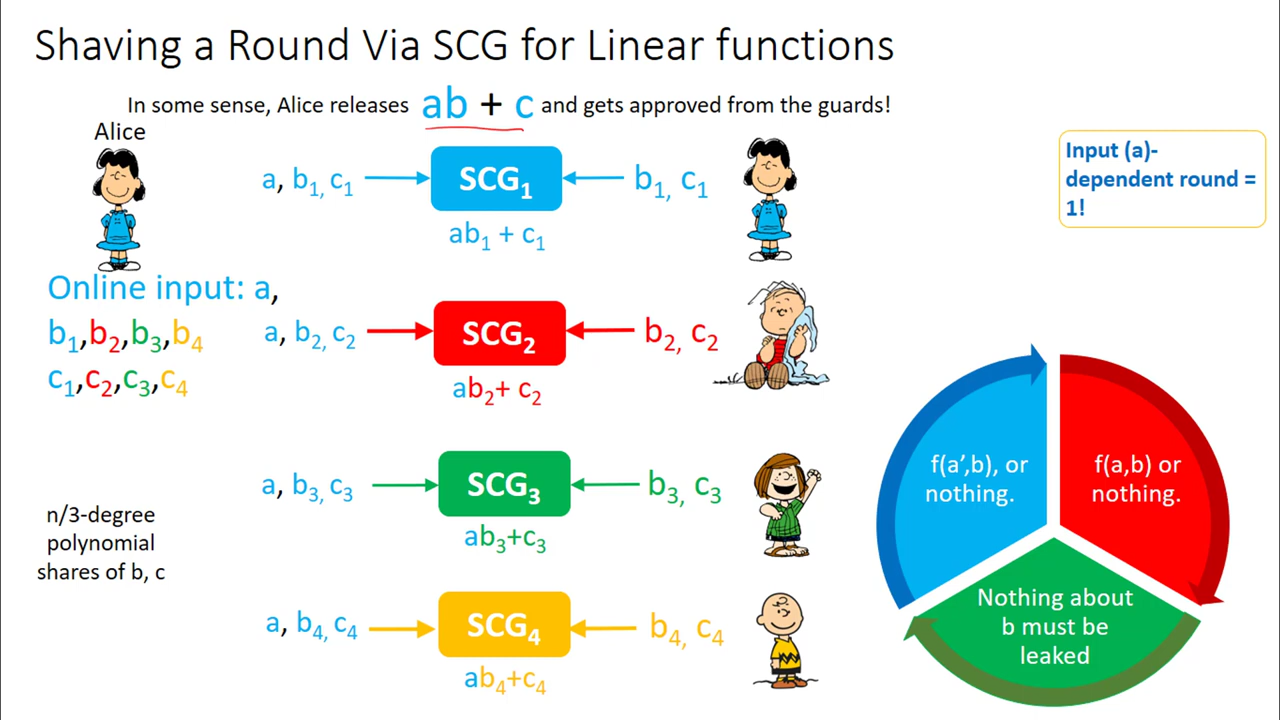 Shaving a Round Via SCG for Linear functions
In some sense, Alice releases ab + c and gets approved from the guards!
Alice
Input (a)-
dependent round =
1!
a, b₁, c₁
SCG₁
b₁, c₁
ab₁ + c₁
Online input: a,
b₁,b₂,b₃,b₄
c₁,c₂,c₃,c₄
a, b₂, c₂
SCG₂
b₂, c₂
ab₂+ c₂
a, b₃, c₃
SCG₃
b₃, c₃
ab₃+c₃
n/3-degree
polynomial
shares of b, c
a, b₄, c₄
SCG₄
b₄, c₄
ab₄+c₄
f(a’,b), or
nothing.
f(a,b) or
nothing.
Nothing about
b must be
leaked